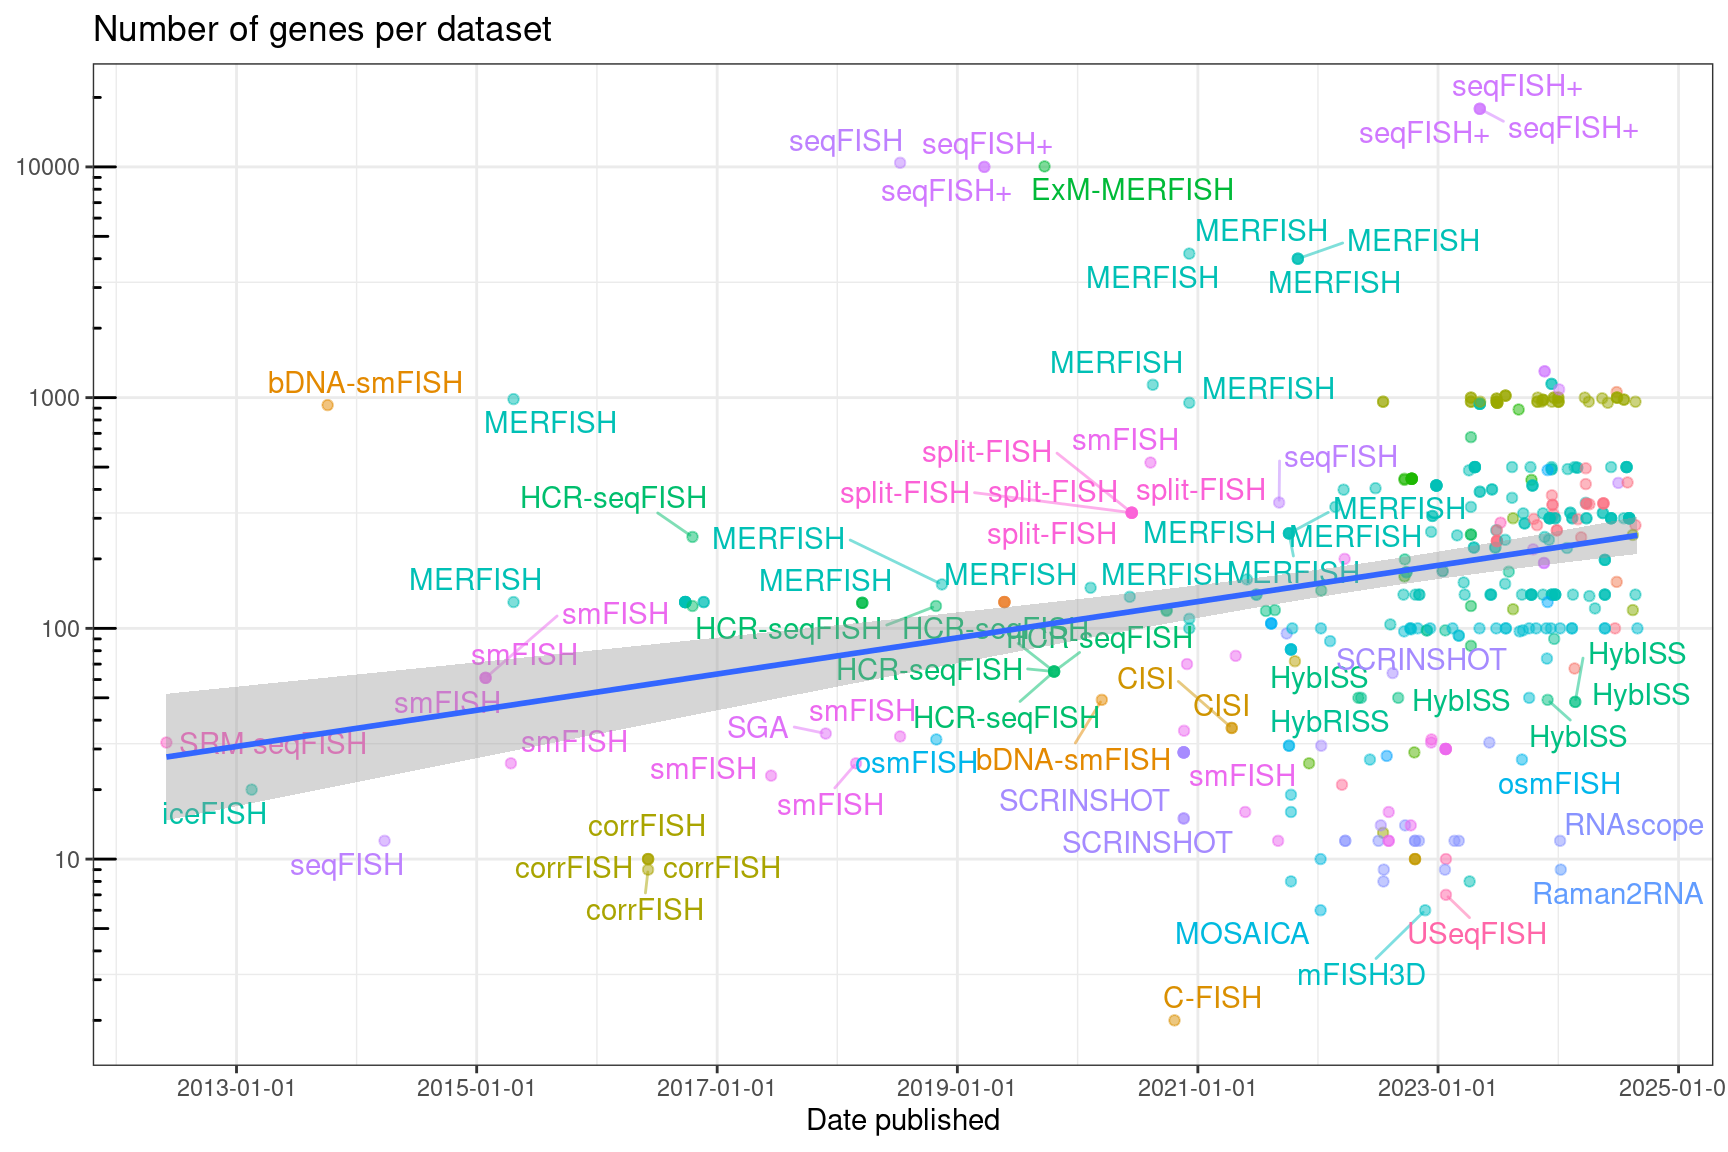 Number of genes per dataset
seqFISH+
seqFISH+
seqFISH+
seqFISH
seqFISH+
10000
seqFISH+
ExM-MERFISH
MERFISH
MERFISH
MERFISH
MERFISH
MERFISH
bDNA-smFISH
MERFISH
1000
MERFISH
smFISH
split-FISH
seqFISH
split-FISH
split-FISH
split-FISH
HCR-seqFISH
MERFISH
split-FISH
MERFISH
MERFISH
MERFISH
MERFISH
MERFISH
MERFISH
MERFISH
MERFISH
smFISH
100
HCR-seqFISH
HCR-seqFISH
HCR-seqFISH
smFISH
SCRINSHOT
HybISS
HCR-seqFISH
CISI
HybISS
smFISH
HybISS
HybISS
CISI
smFISH
HCR-seqFISH
SGA
HybRISS
SRM-seqFISH
smFISH
HybISS
osmFISH
bDNA-smFISH
smFISH
smFISH
osmFISH
SCRINSHOT
smFISH
iceFISH
corrFISH
RNAscope
SCRINSHOT
10
seqFISH
corrFISH
corrFISH
Raman2RNA
corrFISH
MOSAICA
USeqFISH
mFISH3D
C-FISH
2013-01-01
2015-01-01
2017-01-01
2019-01-01
2021-01-01
2023-01-01
2025-01-0
Date published